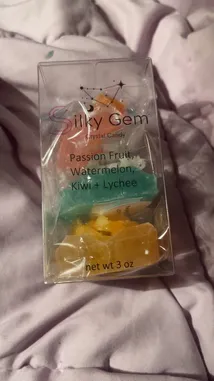 Silky Gem
Crystal Candy
Passion Fruit,
Watermelon,
Kiwi + Lychee
net wt 3 oz